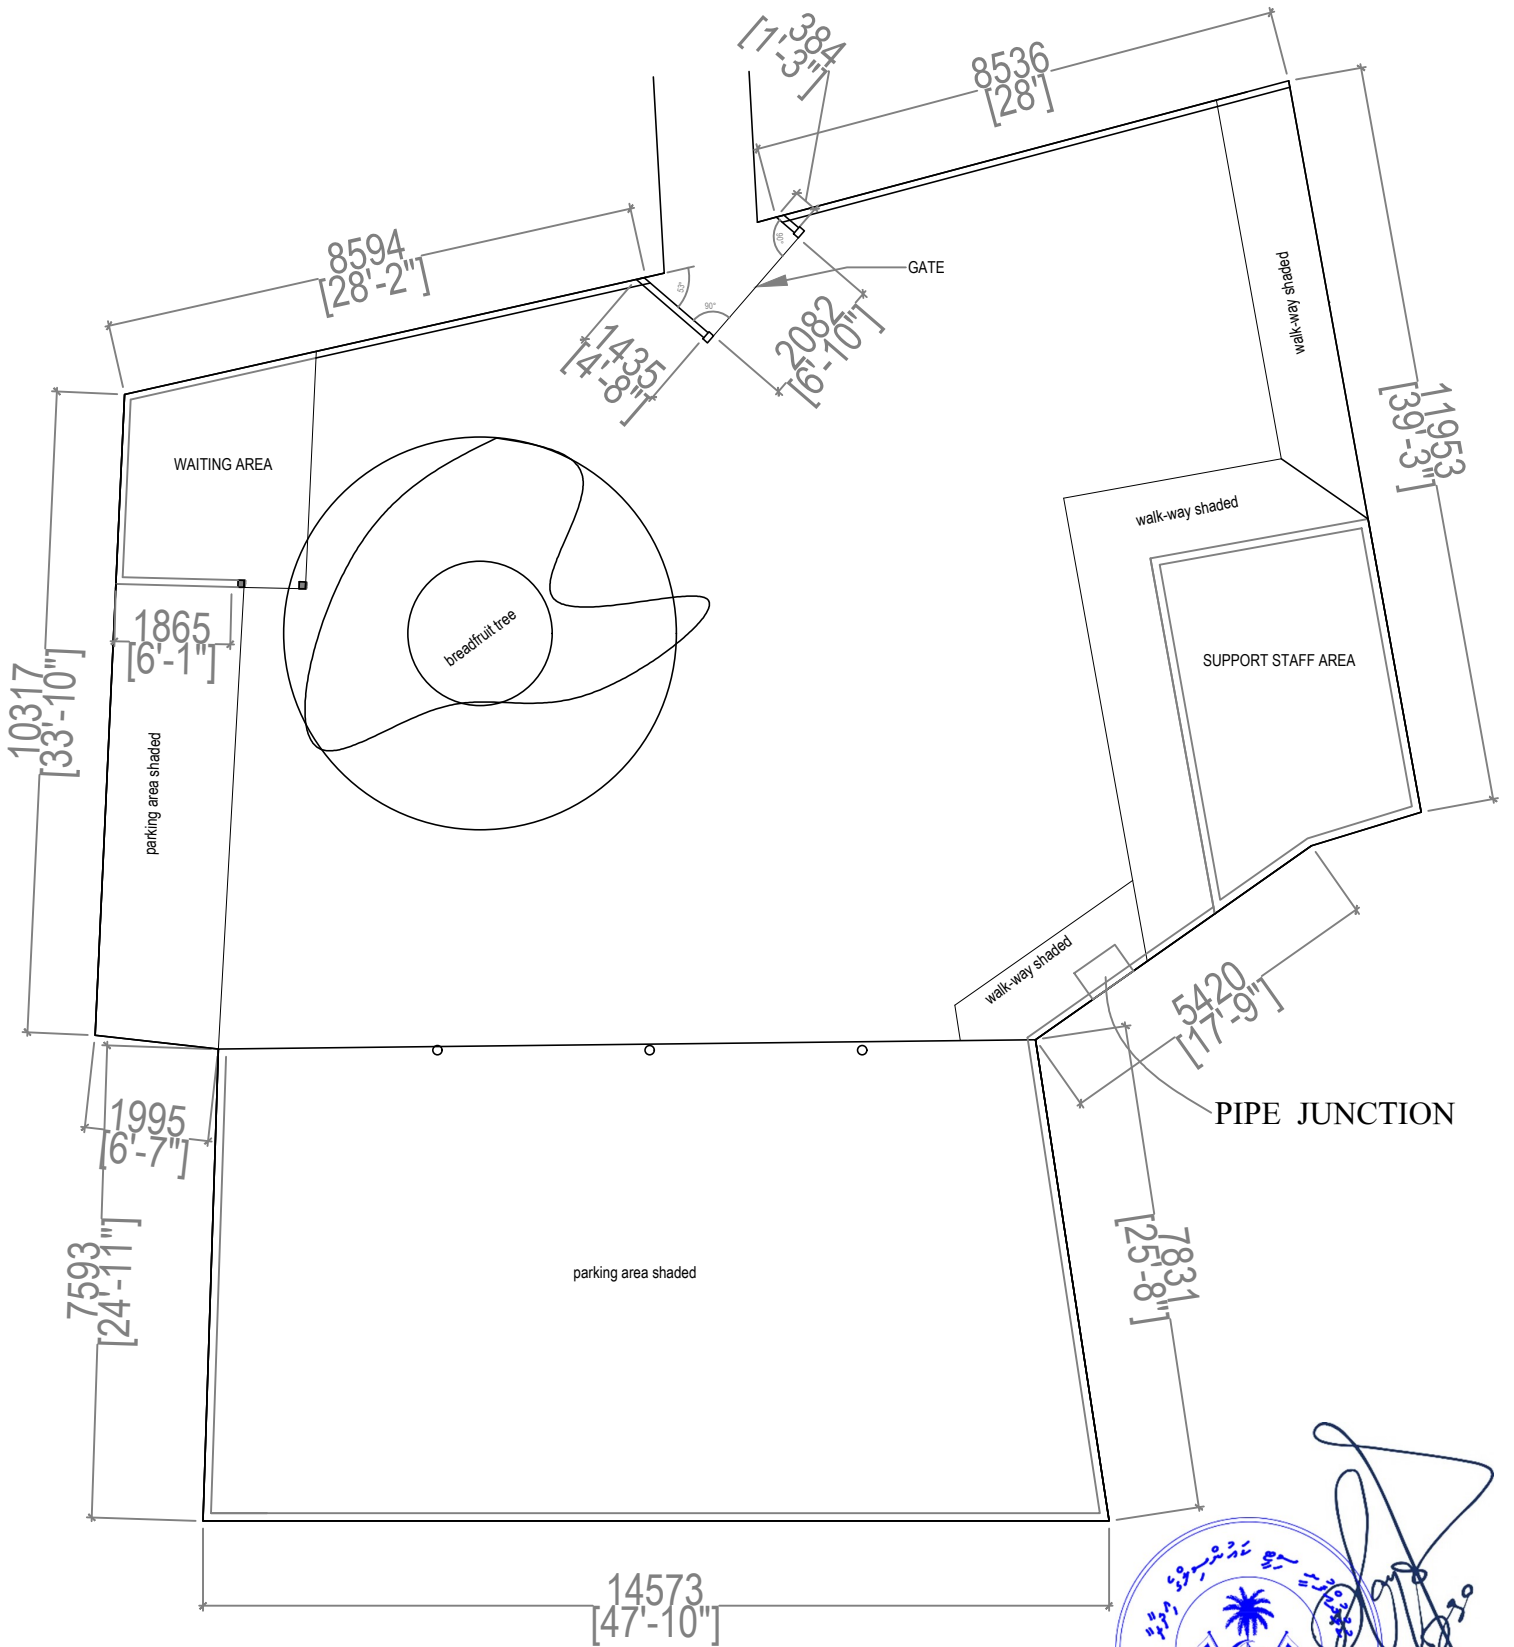 384
[1'-3"]
8536
[28']
8594
[28'-2"]
90°
GATE
53°
90°
1435
[4'-8"]
2082
[6'-10"]
walk-way shaded
11953
[39'-3"]
WAITING AREA
walk-way shaded
1865
[6'-1"]
breadfruit tree
SUPPORT STAFF AREA
10317
[33'-10"]
parking area shaded
walk-way shaded
5420
[17'-9"]
PIPE JUNCTION
1995
[6'-7"]
7593
[24'-11"]
7831
[25'-8"]
parking area shaded
14573
[47'-10"]